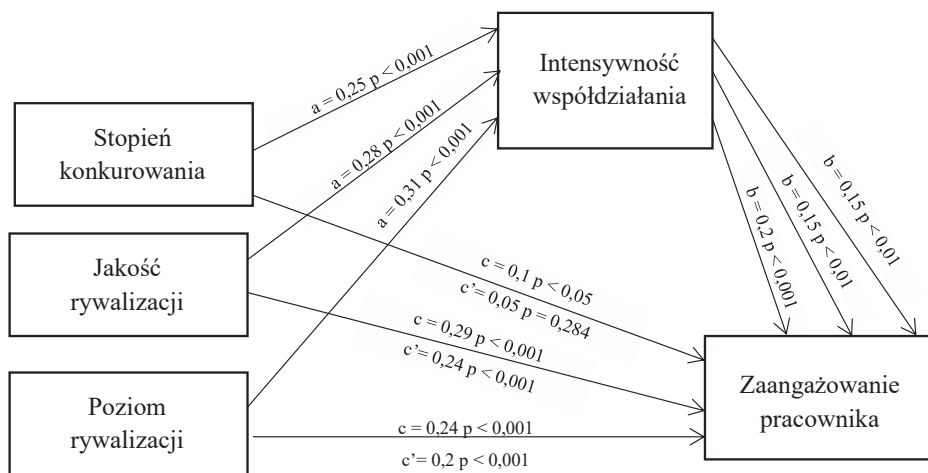 Intensywność
współdziałania
Stopień
konkurowania
Jakość
rywalizacji
Poziom
rywalizacji
Zaangażowanie
pracownika
a = 0,25 p < 0,001
a = 0,28 p < 0,001
a = 0,31 p < 0,001
b = 0,2 p < 0,001
b = 0,15 p < 0,01
b = 0,15 p < 0,01
c = 0,1 p < 0,05
c’= 0,05 p = 0,284
c = 0,29 p < 0,001
c’= 0,24 p < 0,001
c = 0,24 p < 0,001
c’= 0,2 p < 0,001